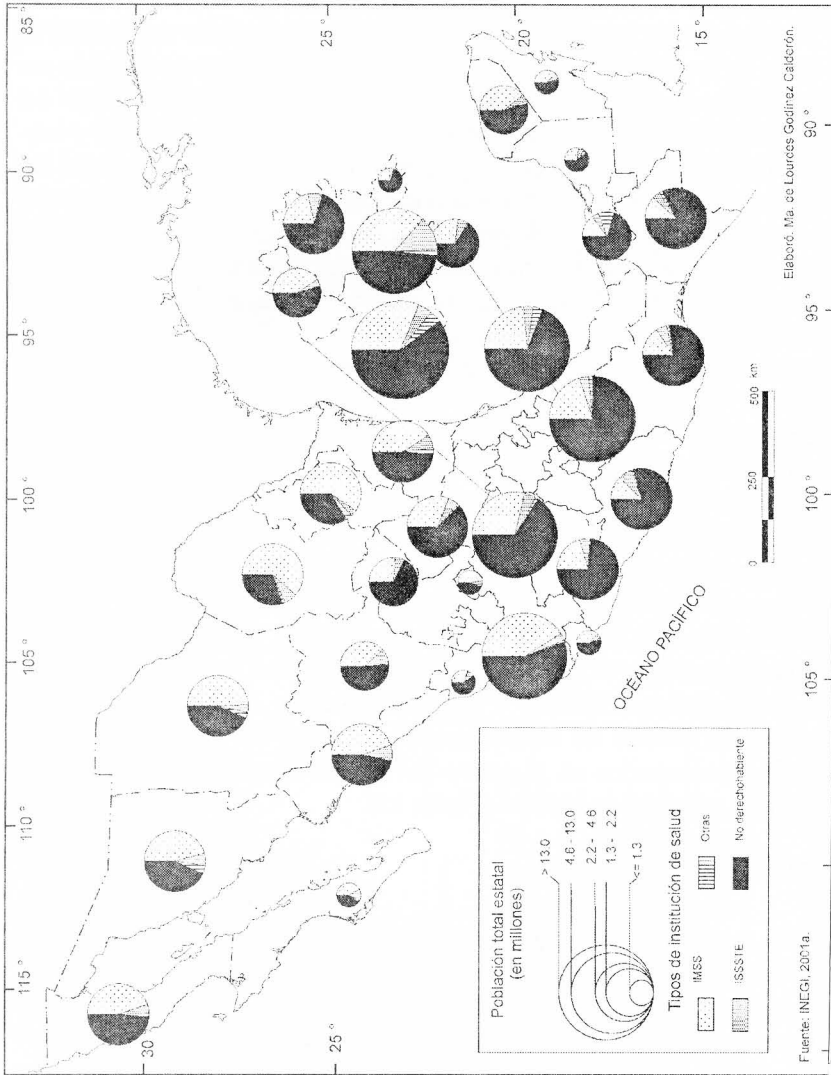 115°
110°
105°
100°
95°
90°
85°
30
25
25°
20°
15°
90°
95°
100°
105°
OCÉANO PACÍFICO
0 250 500 km
Población total estatal
(en millones)
> 13.0
4.6 - 13.0
2.2 - 4.6
1.3 - 2.2
<= 1.3
Tipos de institución de salud
IMSS
Otras
ISSSTE
No derechohabiente
Fuente: INEGI, 2001a.
Elaboró: Ma. de Lourdes Godínez Calderón.